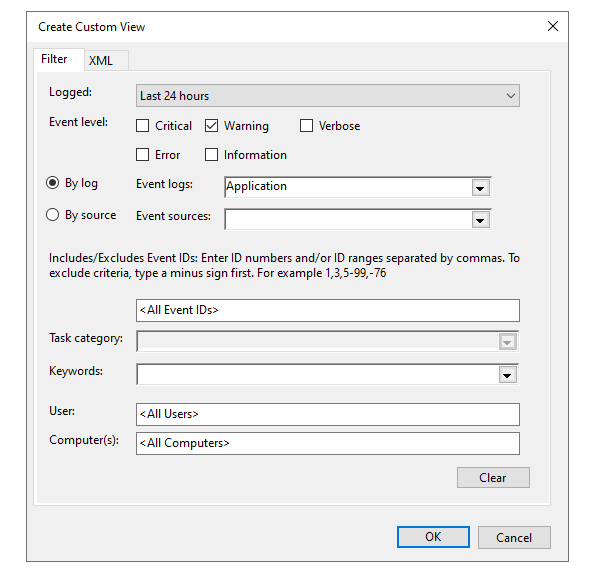 Create Custom View
Filter
XML
Logged: Last 24 hours
Event level: Critical Warning Verbose
Error Information
By log Event logs: Application
By source Event sources:
Includes/Excludes Event IDs: Enter ID numbers and/or ID ranges separated by commas. To
exclude criteria, type a minus sign first. For example 1,3,5-99,-76
<All Event IDs>
Task category:
Keywords:
User: <All Users>
Computer(s): <All Computers>
Clear
OK Cancel